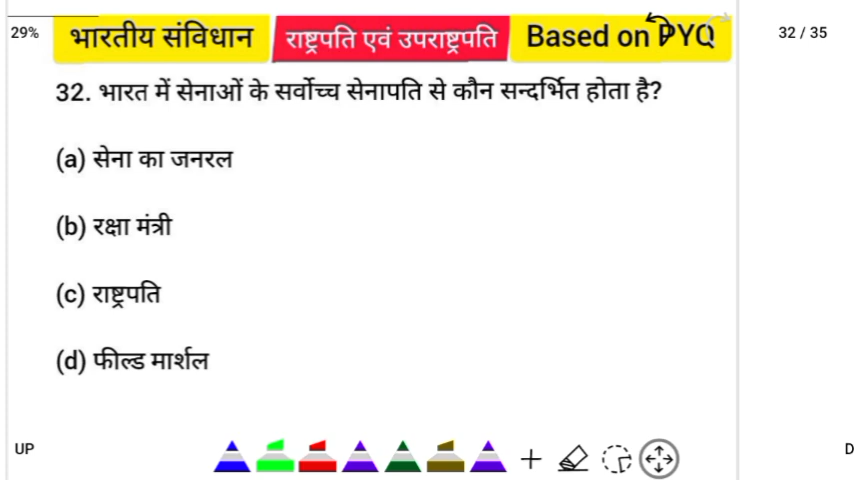 29%
भारतीय संविधान राष्ट्रपति एवं उपराष्ट्रपति Based on PYQ
32 / 35
32. भारत में सेनाओं के सर्वोच्च सेनापति से कौन सन्दर्भित होता है?
(a) सेना का जनरल
(b) रक्षा मंत्री
(c) राष्ट्रपति
(d) फील्ड मार्शल
UP
D